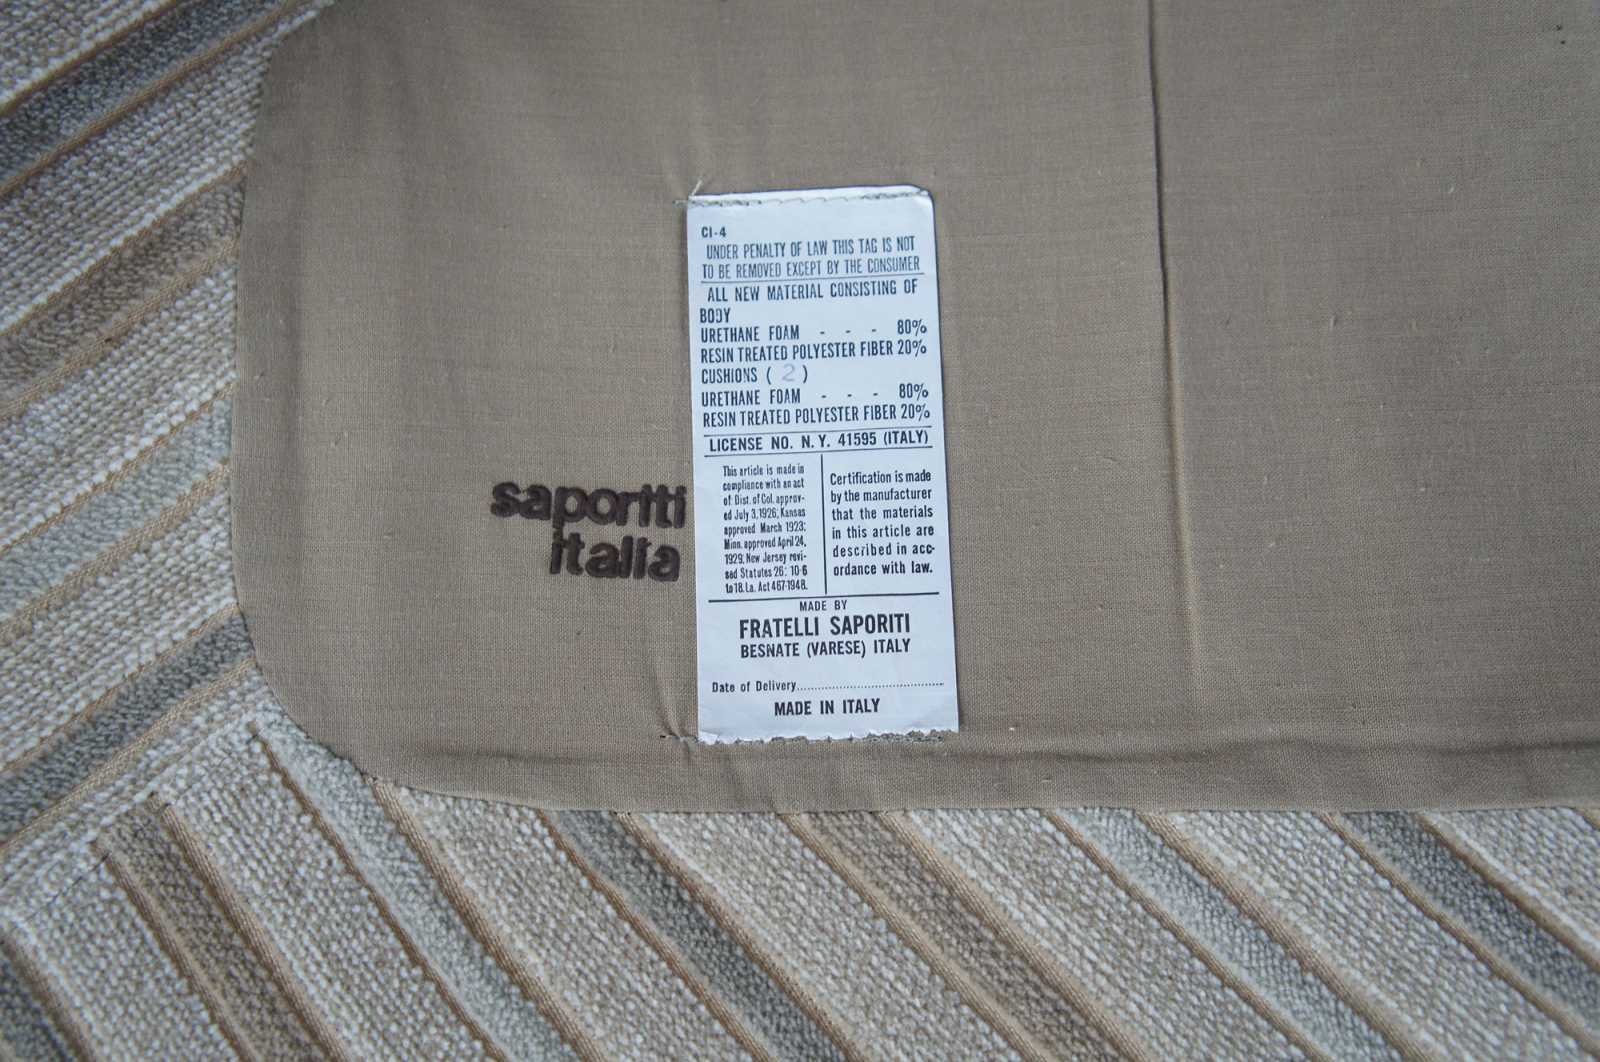 CI-4
UNDER PENALTY OF LAW THIS TAG IS NOT
TO BE REMOVED EXCEPT BY THE CONSUMER
ALL NEW MATERIAL CONSISTING OF
BODY
URETHANE FOAM - - - 80%
RESIN TREATED POLYESTER FIBER 20%
CUSHIONS ( 2 )
URETHANE FOAM - - - 80%
RESIN TREATED POLYESTER FIBER 20%
LICENSE NO. N.Y. 41595 (ITALY)
This article is made in
compliance with an act
of Dist. of Col. approv-
ed July 3, 1926; Kansas
approved March 1923;
Minn. approved April 24,
1929; New Jersey revi-
sed Statutes 26: 10-6
to 18. La. Act 467-1948.
Certification is made
by the manufacturer
that the materials
in this article are
described in acc-
ordance with law.
MADE BY
FRATELLI SAPORITI
BESNATE (VARESE) ITALY
Date of Delivery......................................
MADE IN ITALY
saporiti
italia